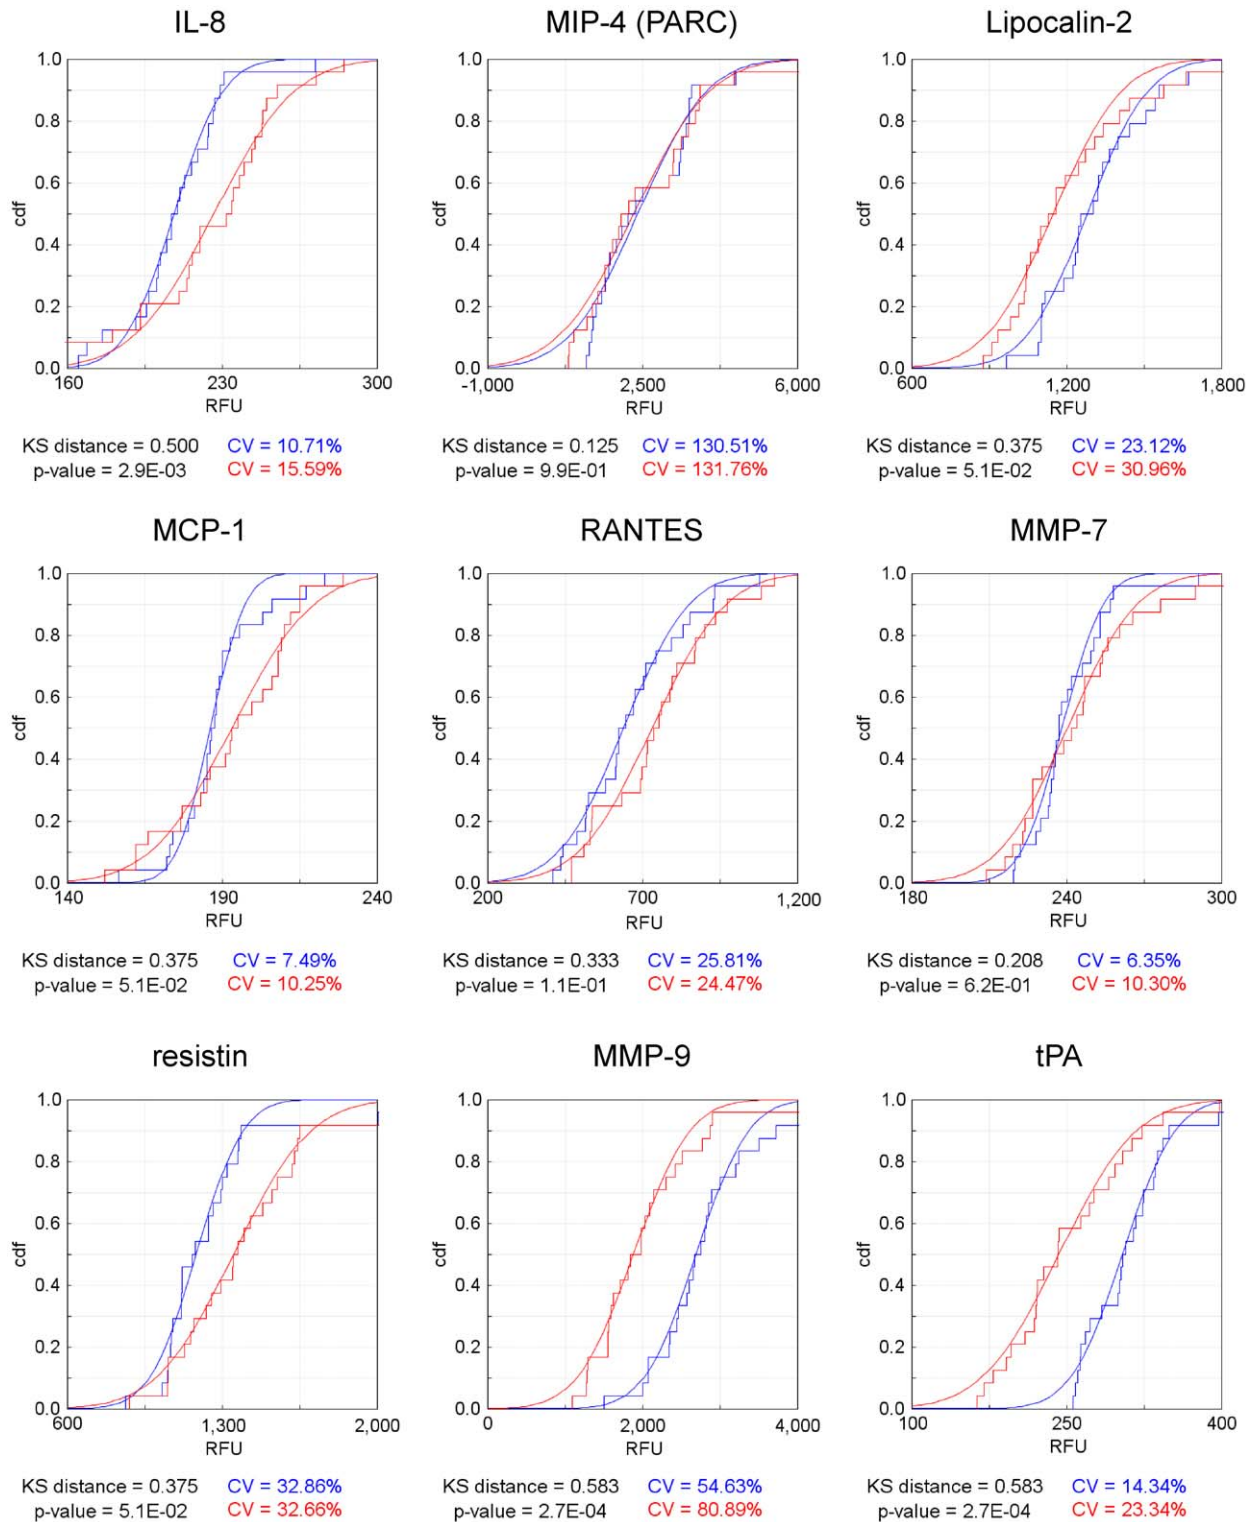 IL-8
MIP-4 (PARC)
Lipocalin-2
1.0
0.8
0.6
0.4
0.2
0.0
cdf
160
230
300
RFU
1.0
0.8
0.6
0.4
0.2
0.0
cdf
-1,000
2,500
6,000
RFU
1.0
0.8
0.6
0.4
0.2
0.0
cdf
600
1,200
1,800
RFU
KS distance = 0.500 CV = 10.71%
p-value = 2.9E-03 CV = 15.59%
KS distance = 0.125 CV = 130.51%
p-value = 9.9E-01 CV = 131.76%
KS distance = 0.375 CV = 23.12%
p-value = 5.1E-02 CV = 30.96%
MCP-1
RANTES
MMP-7
1.0
0.8
0.6
0.4
0.2
0.0
cdf
140
190
240
RFU
1.0
0.8
0.6
0.4
0.2
0.0
cdf
200
700
1,200
RFU
1.0
0.8
0.6
0.4
0.2
0.0
cdf
180
240
300
RFU
KS distance = 0.375 CV = 7.49%
p-value = 5.1E-02 CV = 10.25%
KS distance = 0.333 CV = 25.81%
p-value = 1.1E-01 CV = 24.47%
KS distance = 0.208 CV = 6.35%
p-value = 6.2E-01 CV = 10.30%
resistin
MMP-9
tPA
1.0
0.8
0.6
0.4
0.2
0.0
cdf
600
1,300
2,000
RFU
1.0
0.8
0.6
0.4
0.2
0.0
cdf
0
2,000
4,000
RFU
1.0
0.8
0.6
0.4
0.2
0.0
cdf
100
250
400
RFU
KS distance = 0.375 CV = 32.86%
p-value = 5.1E-02 CV = 32.66%
KS distance = 0.583 CV = 54.63%
p-value = 2.7E-04 CV = 80.89%
KS distance = 0.583 CV = 14.34%
p-value = 2.7E-04 CV = 23.34%